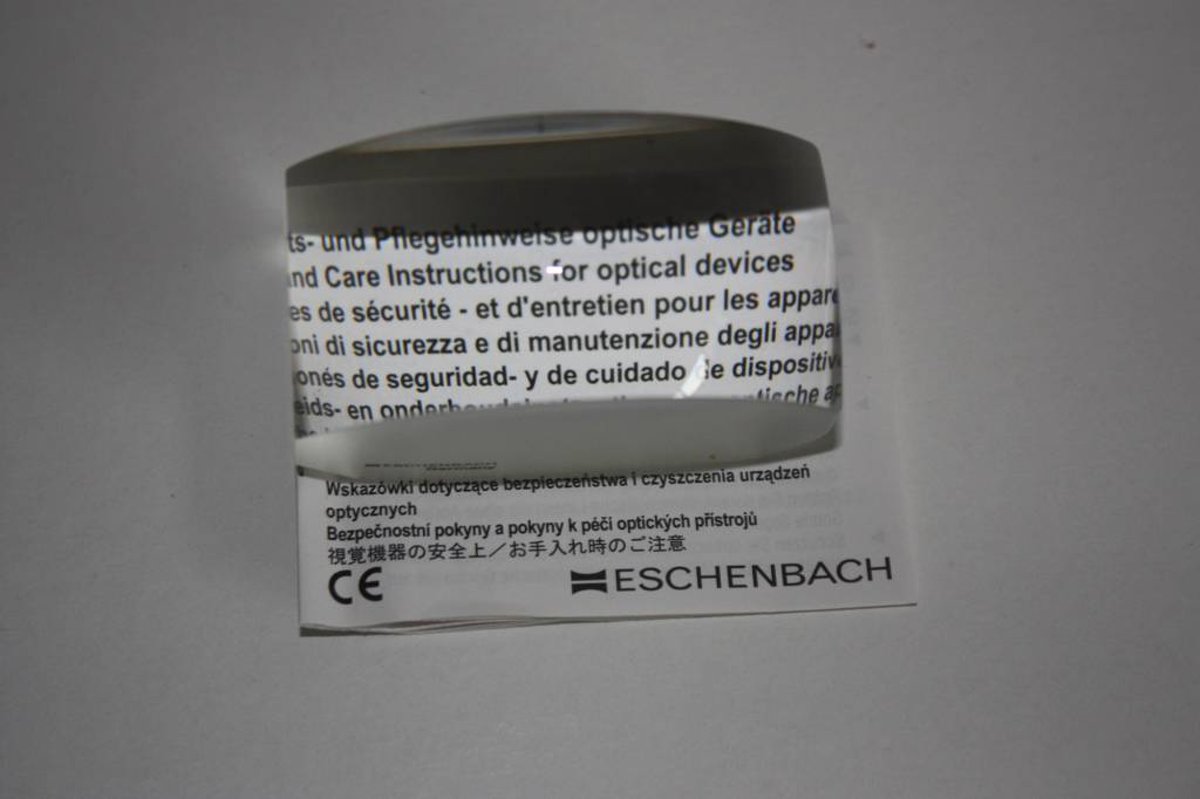 ts- und Pflegehinweise optische Geräte
nd Care Instructions for optical devices
es de sécurité - et d'entretien pour les appare
oni di sicurezza e di manutenzione degli appa
onés de seguridad- y de cuidado de dispositiv
eids- en
ESCHENBACH
Wskazówki dotyczące bezpieczeństwa i czyszczenia urządzeń
optycznych
Bezpečnostní pokyny a pokyny k péči optických přístrojů
視覚機器の安全上／お手入れ時のご注意
CE ESCHENBACH